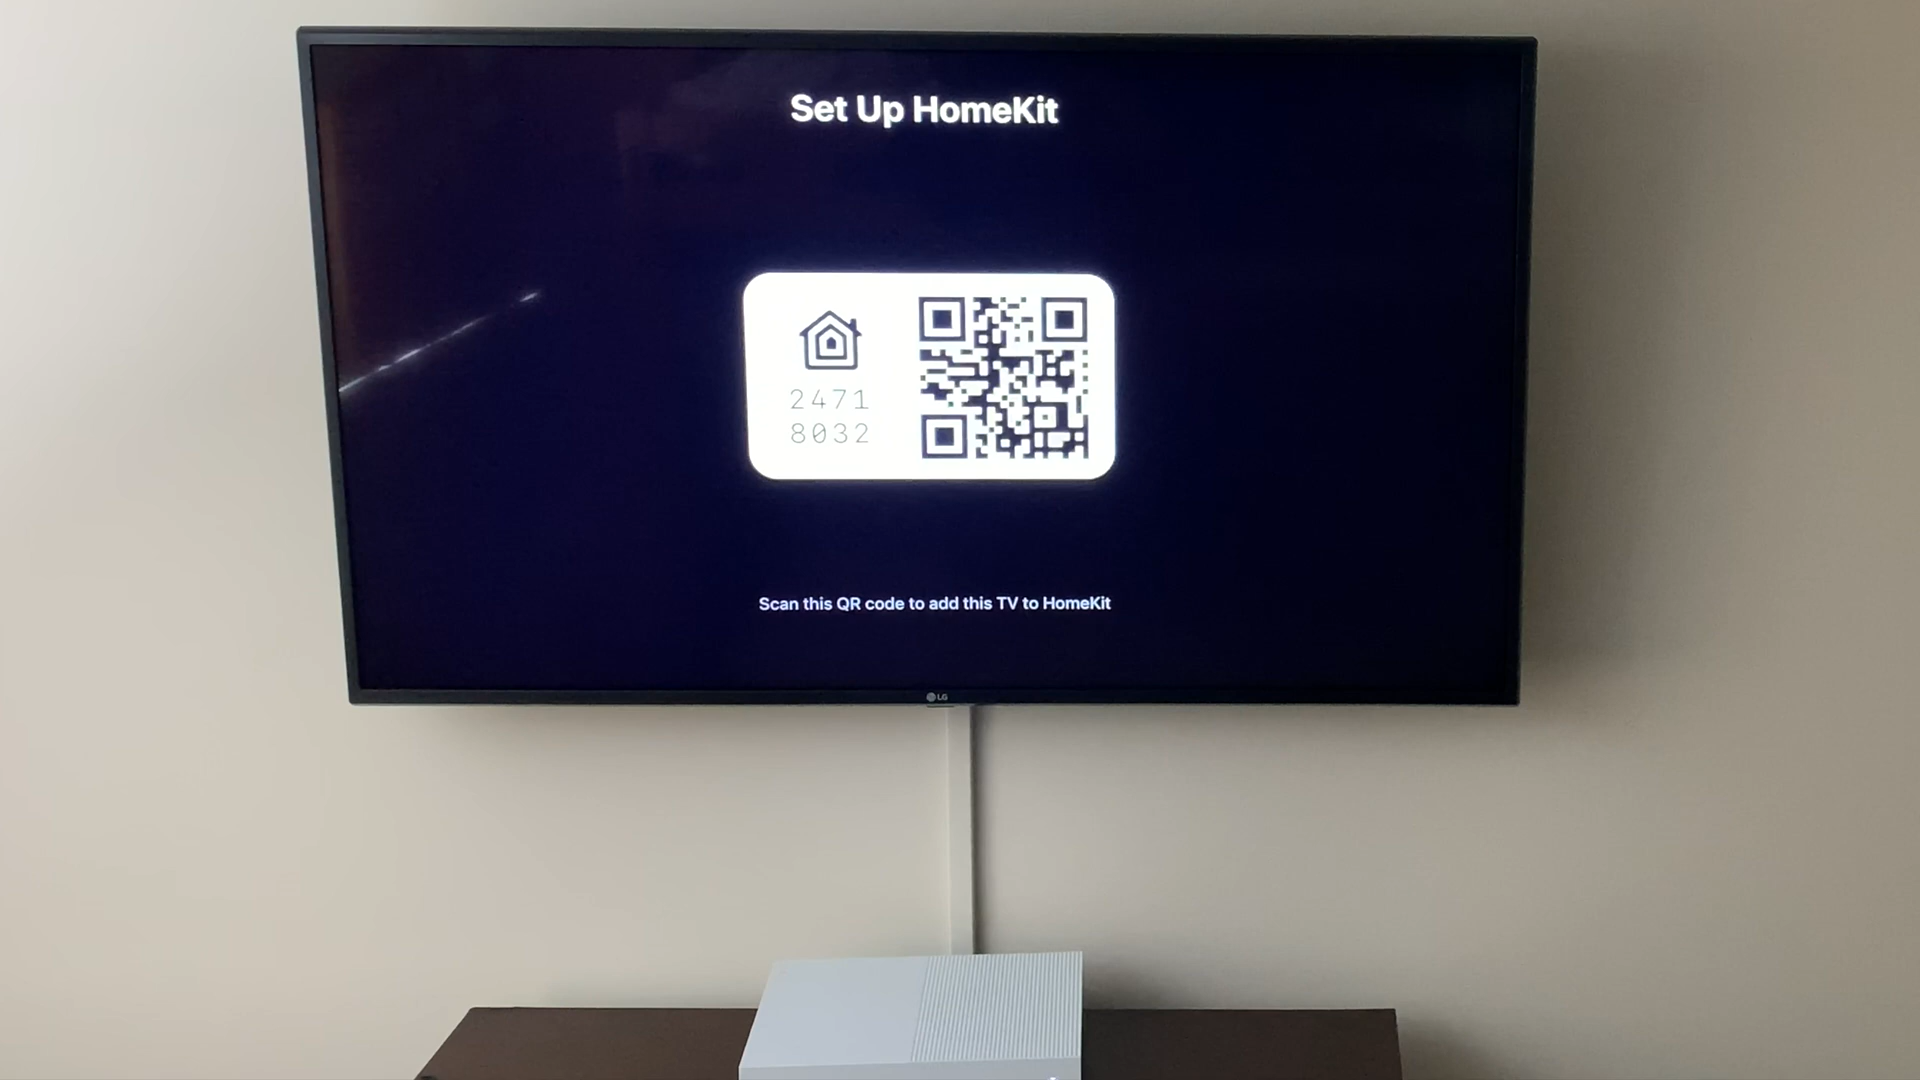 Set Up HomeKit
2471
8032
Scan this QR code to add this TV to HomeKit
LG